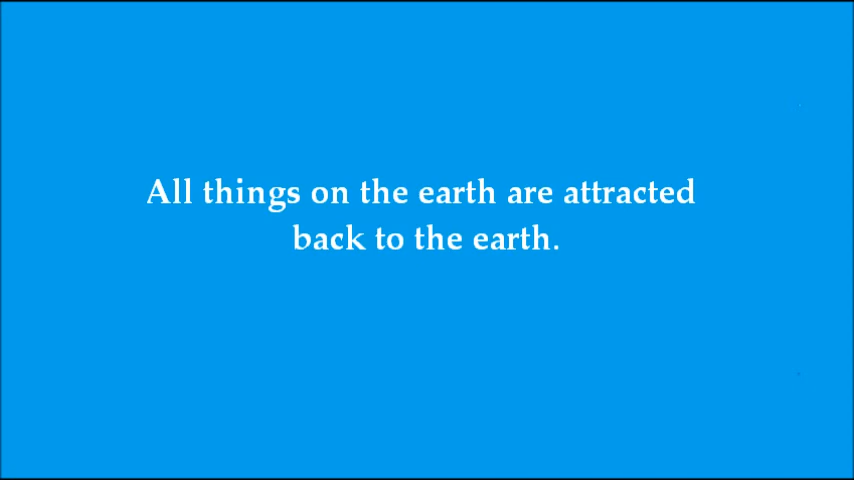 All things on the earth are attracted
back to the earth.